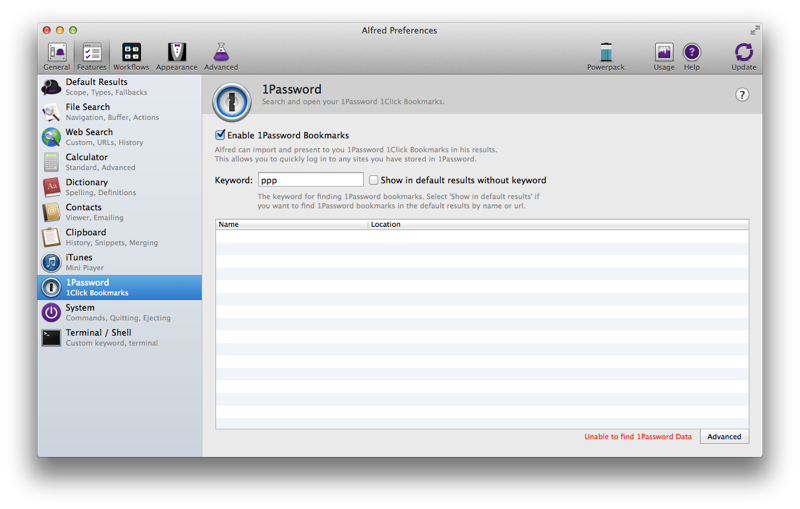 Alfred Preferences
General Features Workflows Appearance Advanced Powerpack Usage Help Update
Default Results
Scope, Types, Fallbacks
File Search
Navigation, Buffer, Actions
Web Search
Custom, URLs, History
Calculator
Standard, Advanced
Dictionary
Spelling, Definitions
Contacts
Viewer, Emailing
Clipboard
History, Snippets, Merging
iTunes
Mini Player
1Password
1Click Bookmarks
System
Commands, Quitting, Ejecting
Terminal / Shell
Custom keyword, terminal
1Password
Search and open your 1Password 1Click Bookmarks.
?
Enable 1Password Bookmarks
Alfred can import and present to you 1Password 1Click Bookmarks in his results.
This allows you to quickly log in to any sites you have stored in 1Password.
Keyword: ppp Show in default results without keyword
The keyword for finding 1Password bookmarks. Select 'Show in default results' if
you want to find 1Password bookmarks in the default results by name or url.
Name Location
Unable to find 1Password Data Advanced